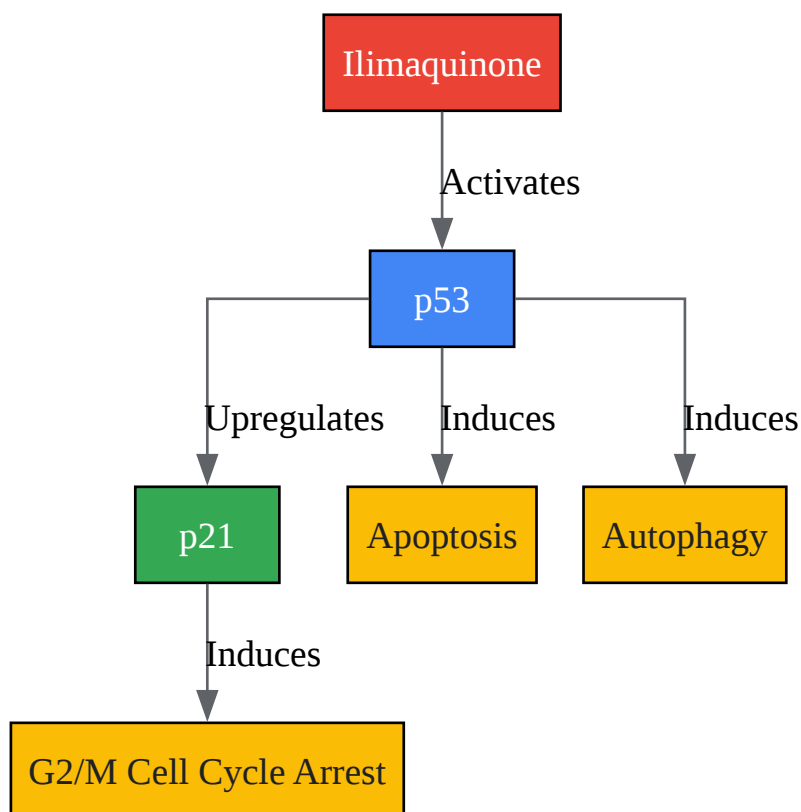 Ilimaquinone
Activates
p53
Upregulates
Induces
Induces
p21
Apoptosis
Autophagy
Induces
G2/M Cell Cycle Arrest